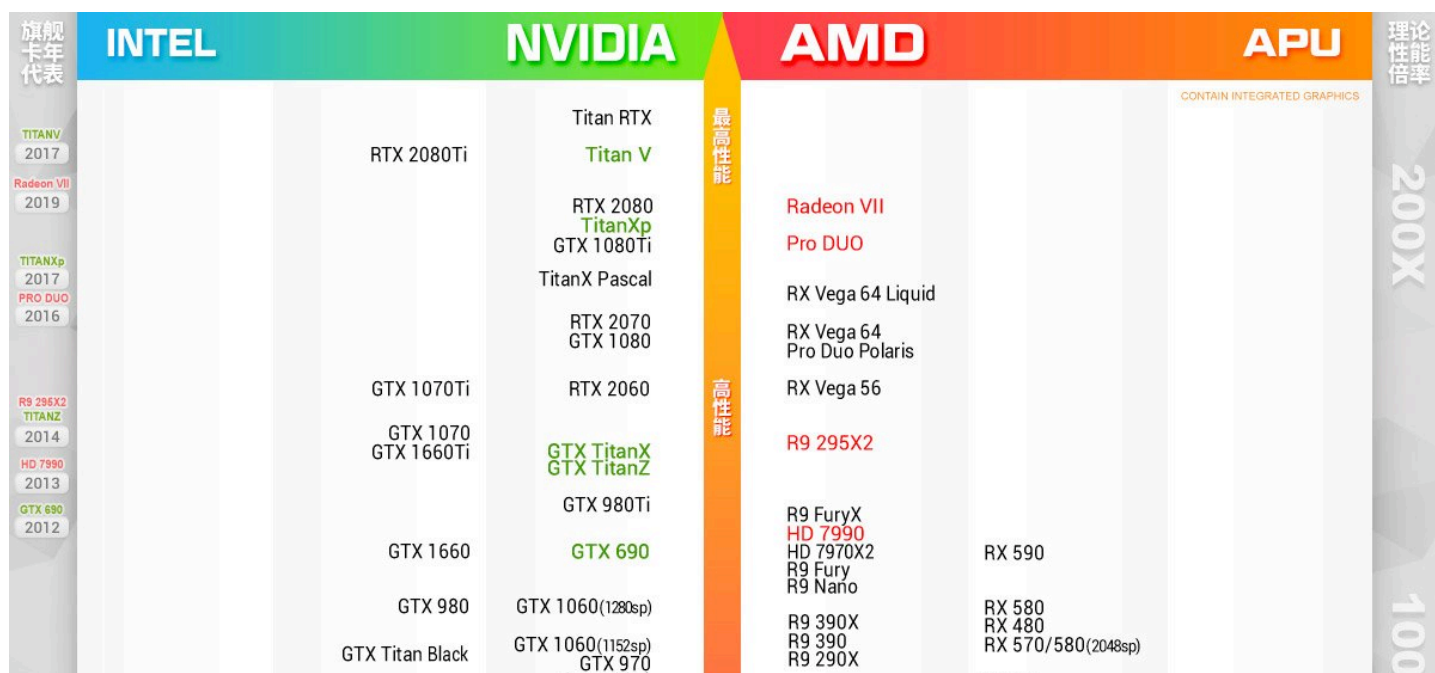 旗舰
卡年
代表
INTEL
NVIDIA
AMD
APU
理论
性能
倍率
CONTAIN INTEGRATED GRAPHICS
最高性能
高性能
200X
100
TITANV
2017
Radeon VII
2019
TITANXp
2017
PRO DUO
2016
R9 295X2
TITANZ
2014
HD 7990
2013
GTX 690
2012
Titan RTX
RTX 2080Ti
Titan V
RTX 2080
TitanXp
GTX 1080Ti
TitanX Pascal
RTX 2070
GTX 1080
GTX 1070Ti
RTX 2060
GTX 1070
GTX 1660Ti
GTX TitanX
GTX TitanZ
GTX 980Ti
GTX 1660
GTX 690
GTX 980
GTX 1060(1280sp)
GTX Titan Black
GTX 1060(1152sp)
GTX 970
Radeon VII
Pro DUO
RX Vega 64 Liquid
RX Vega 64
Pro Duo Polaris
RX Vega 56
R9 295X2
R9 FuryX
HD 7990
HD 7970X2
R9 Fury
R9 Nano
RX 590
R9 390X
R9 390
R9 290X
RX 580
RX 480
RX 570/580(2048sp)